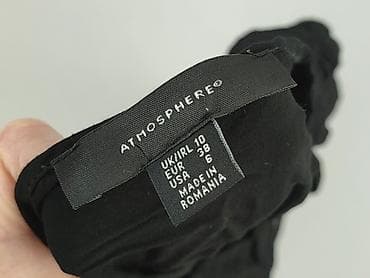 ATMOSPHERE©
UK/IRL 10
EUR 38
USA 6
MADE IN
ROMANIA